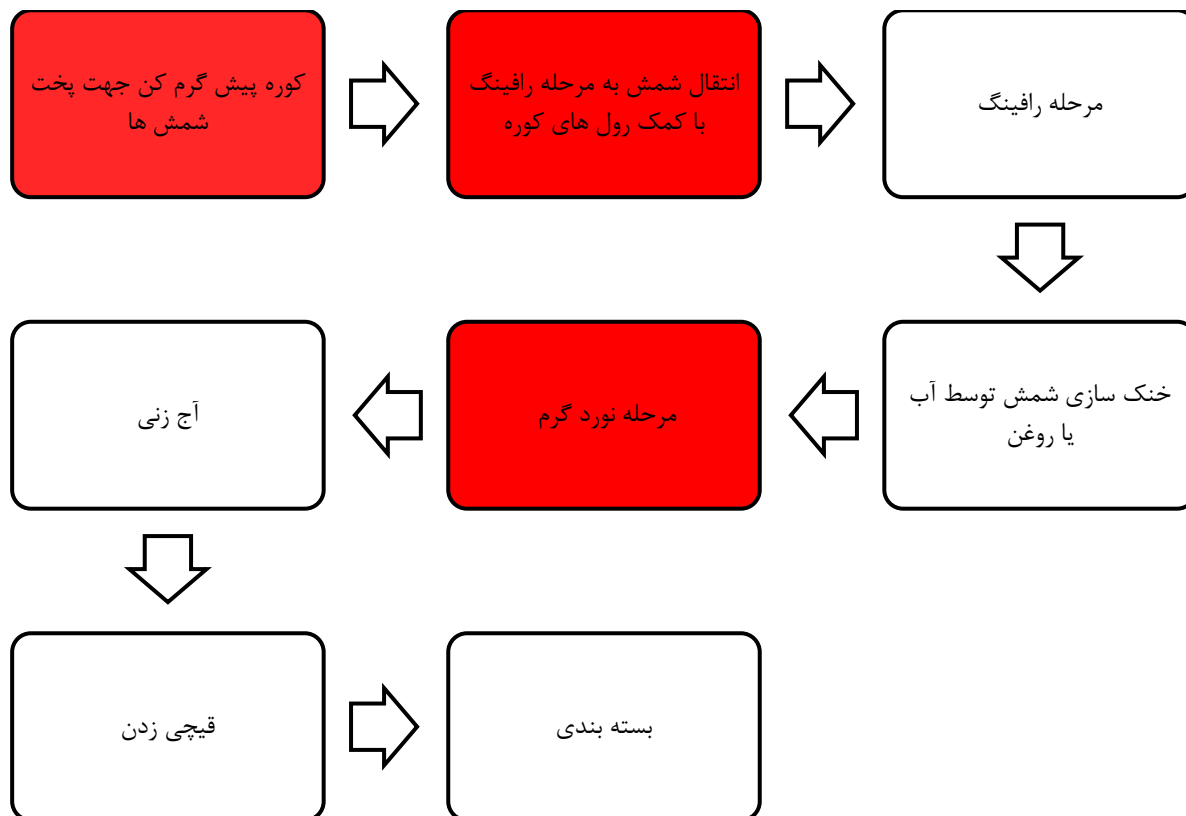 کوره پیش گرم کن جهت پخت
شمش ها
انتقال شمش به مرحله رافینگ
با کمک رول های کوره
مرحله رافینگ
خنک سازی شمش توسط آب
یا روغن
مرحله نورد گرم
آج زنی
قیچی زدن
بسته بندی